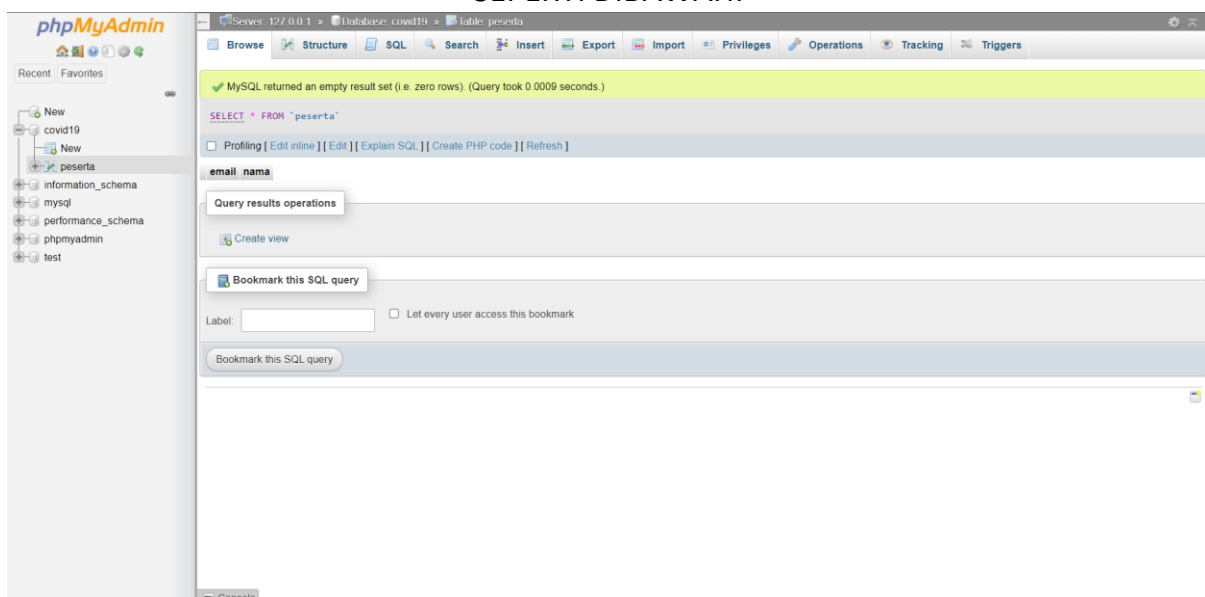 phpMyAdmin
Recent Favorites
New
covid19
New
peserta
information_schema
mysql
performance_schema
phpmyadmin
test
Server: 127.0.0.1 » Database: covid19 » Table: peserta
Browse Structure SQL Search Insert Export Import Privileges Operations Tracking Triggers
MySQL returned an empty result set (i.e. zero rows). (Query took 0.0009 seconds.)
SELECT * FROM `peserta`
Profiling [ Edit inline ] [ Edit ] [ Explain SQL ] [ Create PHP code ] [ Refresh ]
email nama
Query results operations
Create view
Bookmark this SQL query
Label:
Let every user access this bookmark
Bookmark this SQL query
Console